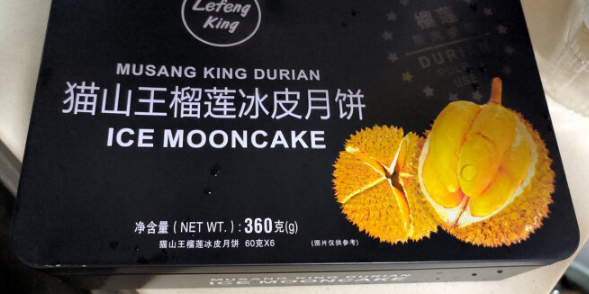 Lefeng
King
榴莲
DURIAN
MUSANG KING DURIAN
猫山王榴莲冰皮月饼
ICE MOONCAKE
净含量 (NET WT.) : 360克(g)
猫山王榴莲冰皮月饼 60克X6
(图片仅供参考)
MUSANG KING DURIAN
ICE MOONCAKE